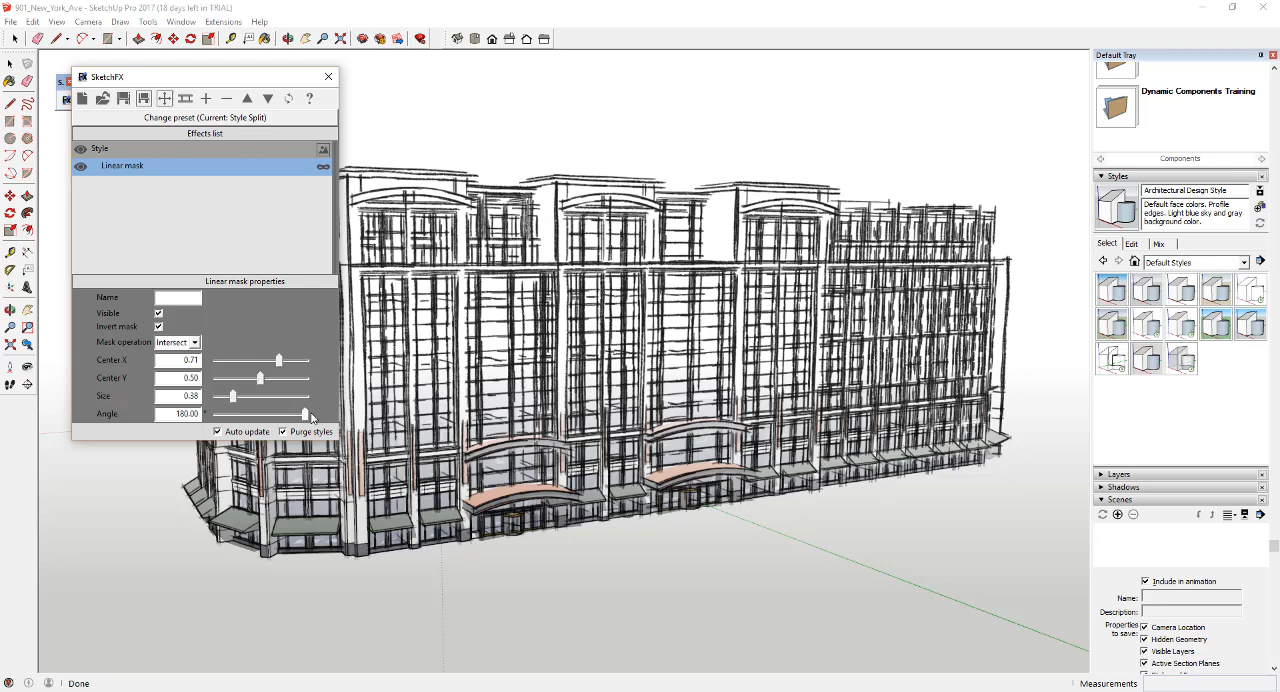 901_New_York_Ave - SketchUp Pro 2017 (18 days left in TRIAL)
File Edit View Camera Draw Tools Window Extensions Help
SketchFX
Change preset (Current: Style Split)
Effects list
Style
Linear mask
Linear mask properties
Name
Visible
Invert mask
Mask operation Intersect
Center X 0.71
Center Y 0.50
Size 0.38
Angle 180.00 °
Auto update Purge styles
Default Tray
Dynamic Components Training
Components
Styles
Architectural Design Style
Default face colors. Profile
edges. Light blue sky and gray
background color.
Select Edit Mix
Default Styles
Layers
Shadows
Scenes
Include in animation
Name:
Description:
Properties
to save:
Camera Location
Hidden Geometry
Visible Layers
Active Section Planes
Done
Measurements